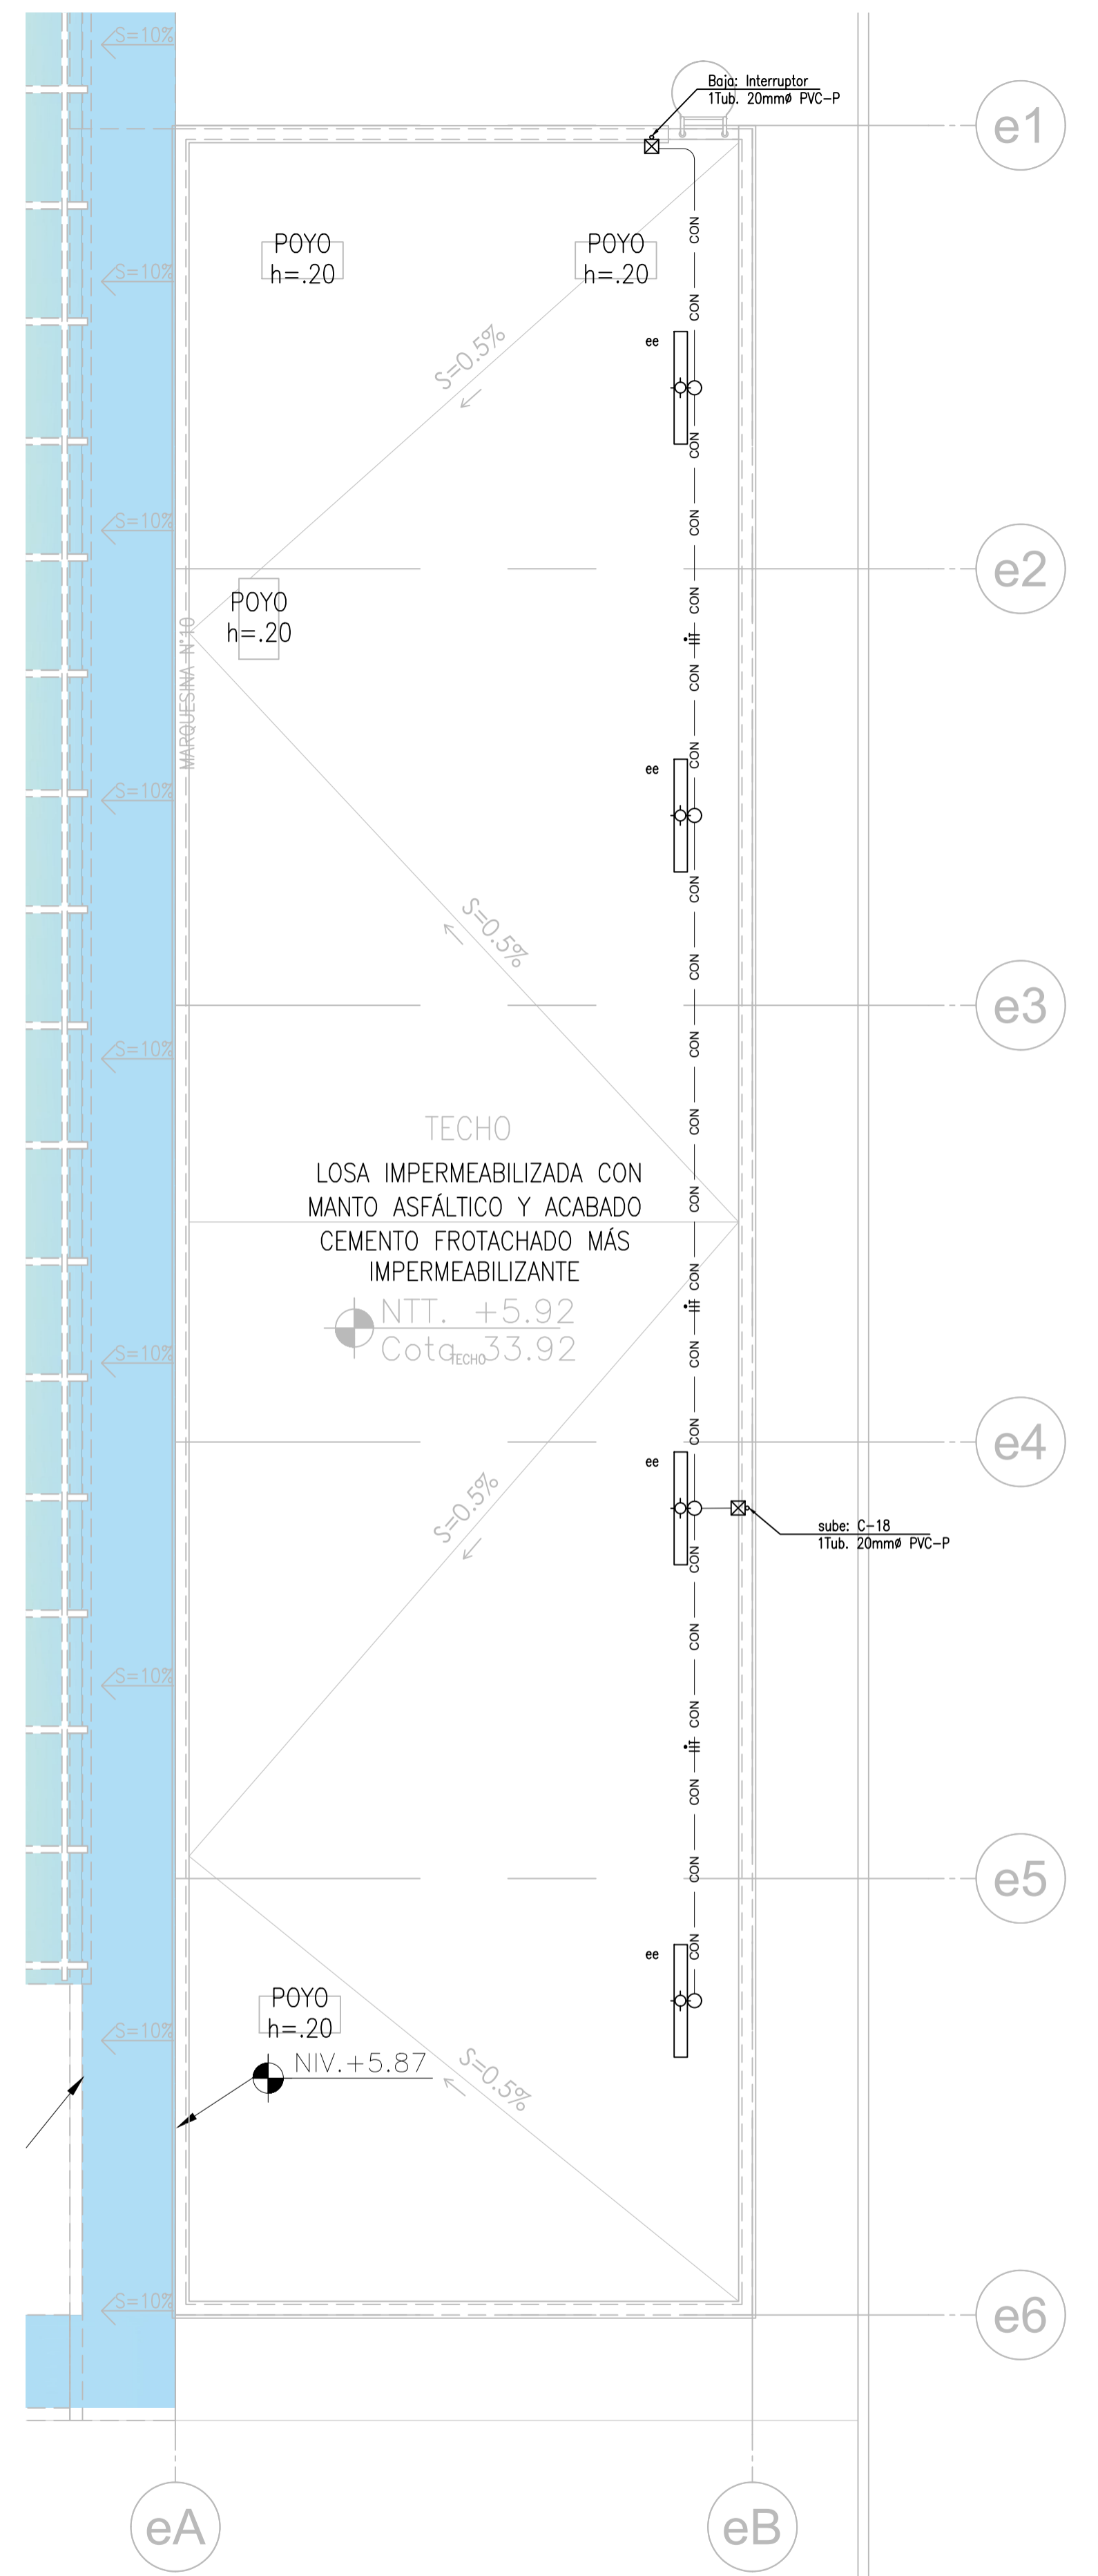 S=10%
Baja: Interruptor
1Tub. 20mmø PVC-P
e1
POYO
h=.20
POYO
h=.20
CON
S=10%
CON
S=0.5%
ee
CON
CON
S=10%
e2
POYO
h=.20
CON
MARQUESINA N°10
CON
CON
ee
S=10%
CON
S=0.5%
CON
e3
CON
S=10%
CON
TECHO
LOSA IMPERMEABILIZADA CON
MANTO ASFÁLTICO Y ACABADO
CEMENTO FROTACHADO MÁS
IMPERMEABILIZANTE
CON
CON
NTT. +5.92
Cota 33.92
TECHO
CON
S=10%
CON
e4
ee
S=0.5%
sube: C-18
1Tub. 20mmø PVC-P
CON
CON
S=10%
CON
CON
CON
e5
ee
CON
POYO
h=.20
S=10%
NIV.+5.87
S=0.5%
S=10%
e6
eA
eB